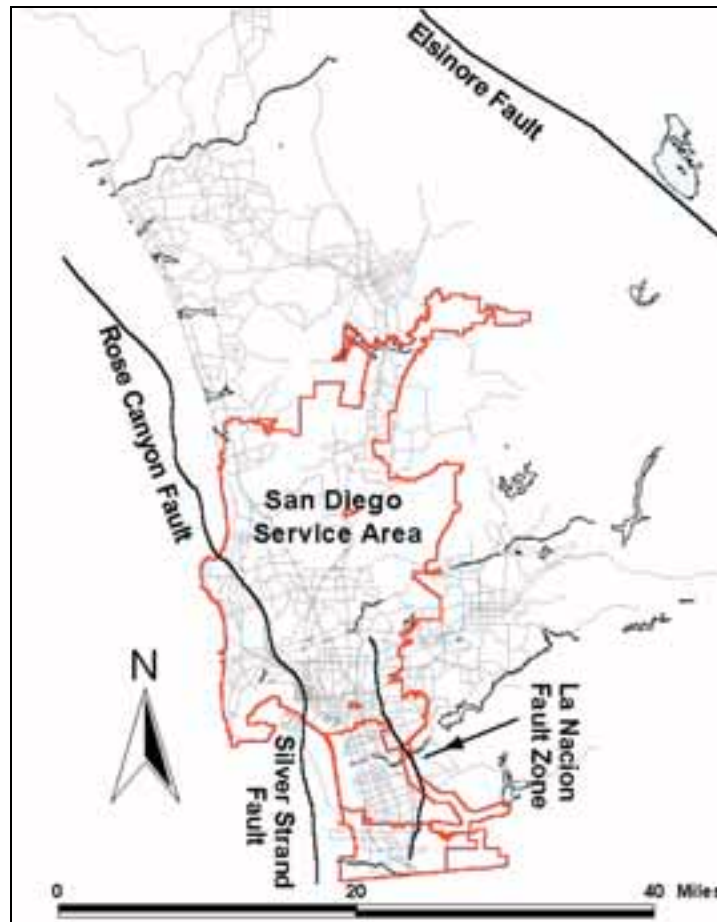 Elsinore Fault
Rose Canyon Fault
San Diego
Service Area
N
La Nacion
Fault Zone
Silver Strand
Fault
0
20
40 Miles